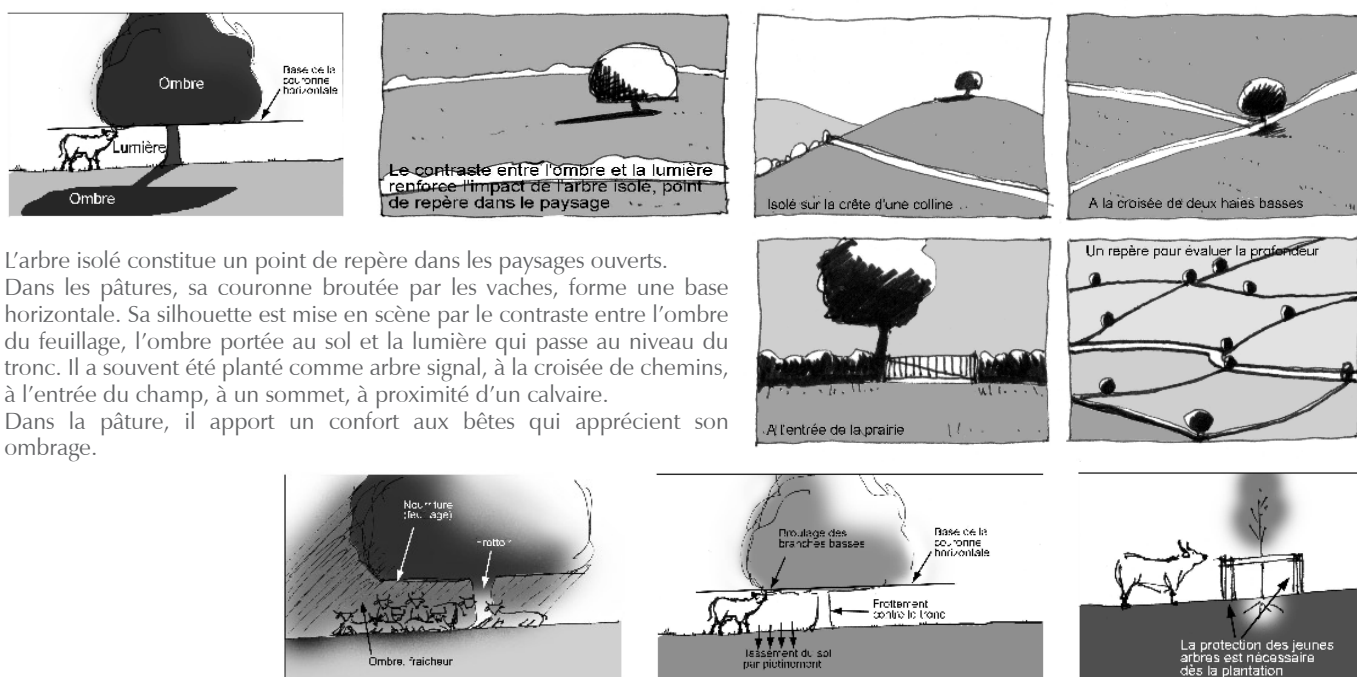 Ombre
Base de la
couronne
horizontale
Lumière
Ombre
Le contraste entre l'ombre et la lumière
renforce l'impact de l'arbre isolé, point
de repère dans le paysage
Isolé sur la crête d'une colline
A la croisée de deux haies basses
L'arbre isolé constitue un point de repère dans les paysages ouverts.
Dans les pâtures, sa couronne broutée par les vaches, forme une base
horizontale. Sa silhouette est mise en scène par le contraste entre l'ombre
du feuillage, l'ombre portée au sol et la lumière qui passe au niveau du
tronc. Il a souvent été planté comme arbre signal, à la croisée de chemins,
à l'entrée du champ, à un sommet, à proximité d'un calvaire.
Dans la pâture, il apport un confort aux bêtes qui apprécient son
ombrage.
A l'entrée de la prairie
Un repère pour évaluer la profondeur
Nourriture
(feuillage)
Frottoir
Ombre, fraicheur
Broutage des
branches basses
Base de la
couronne
horizontale
Frottement
contre le tronc
Tassement du sol
par piétinement
La protection des jeunes
arbres est nécessaire
dès la plantation